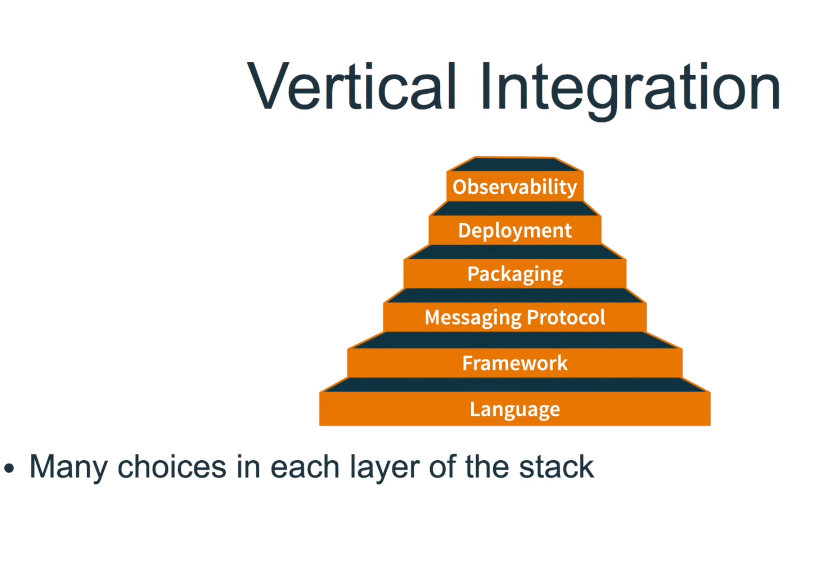 Vertical Integration
Observability
Deployment
Packaging
Messaging Protocol
Framework
Language
• Many choices in each layer of the stack